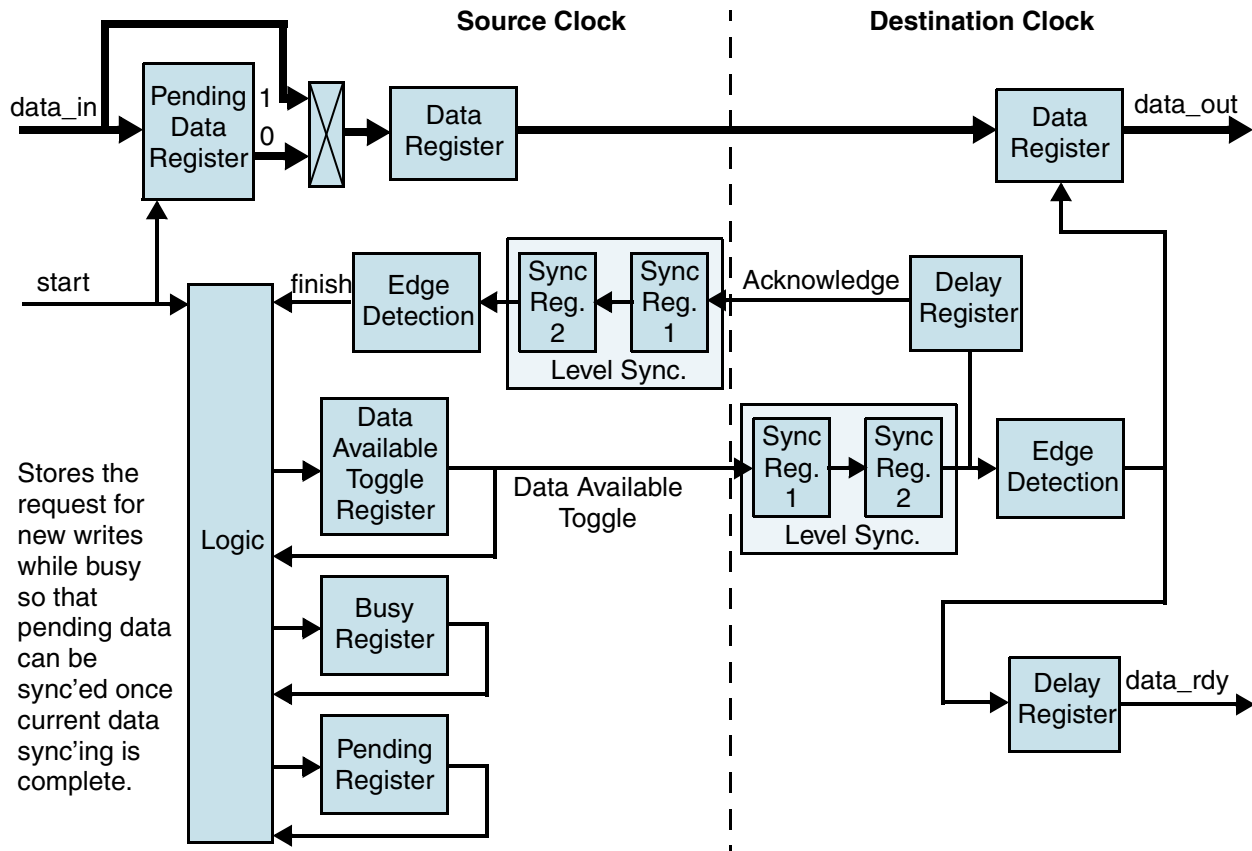 Source Clock
Destination Clock
data_in
Pending
Data
Register
1
0
Data
Register
Data
Register
data_out
start
finish
Edge
Detection
Sync
Reg.
2
Sync
Reg.
1
Level Sync.
Acknowledge
Delay
Register
Data
Available
Toggle
Register
Data Available
Toggle
Sync
Reg.
1
Sync
Reg.
2
Level Sync.
Edge
Detection
Stores the
request for
new writes
while busy
so that
pending data
can be
sync'ed once
current data
sync'ing is
complete.
Logic
Busy
Register
Pending
Register
Delay
Register
data_rdy